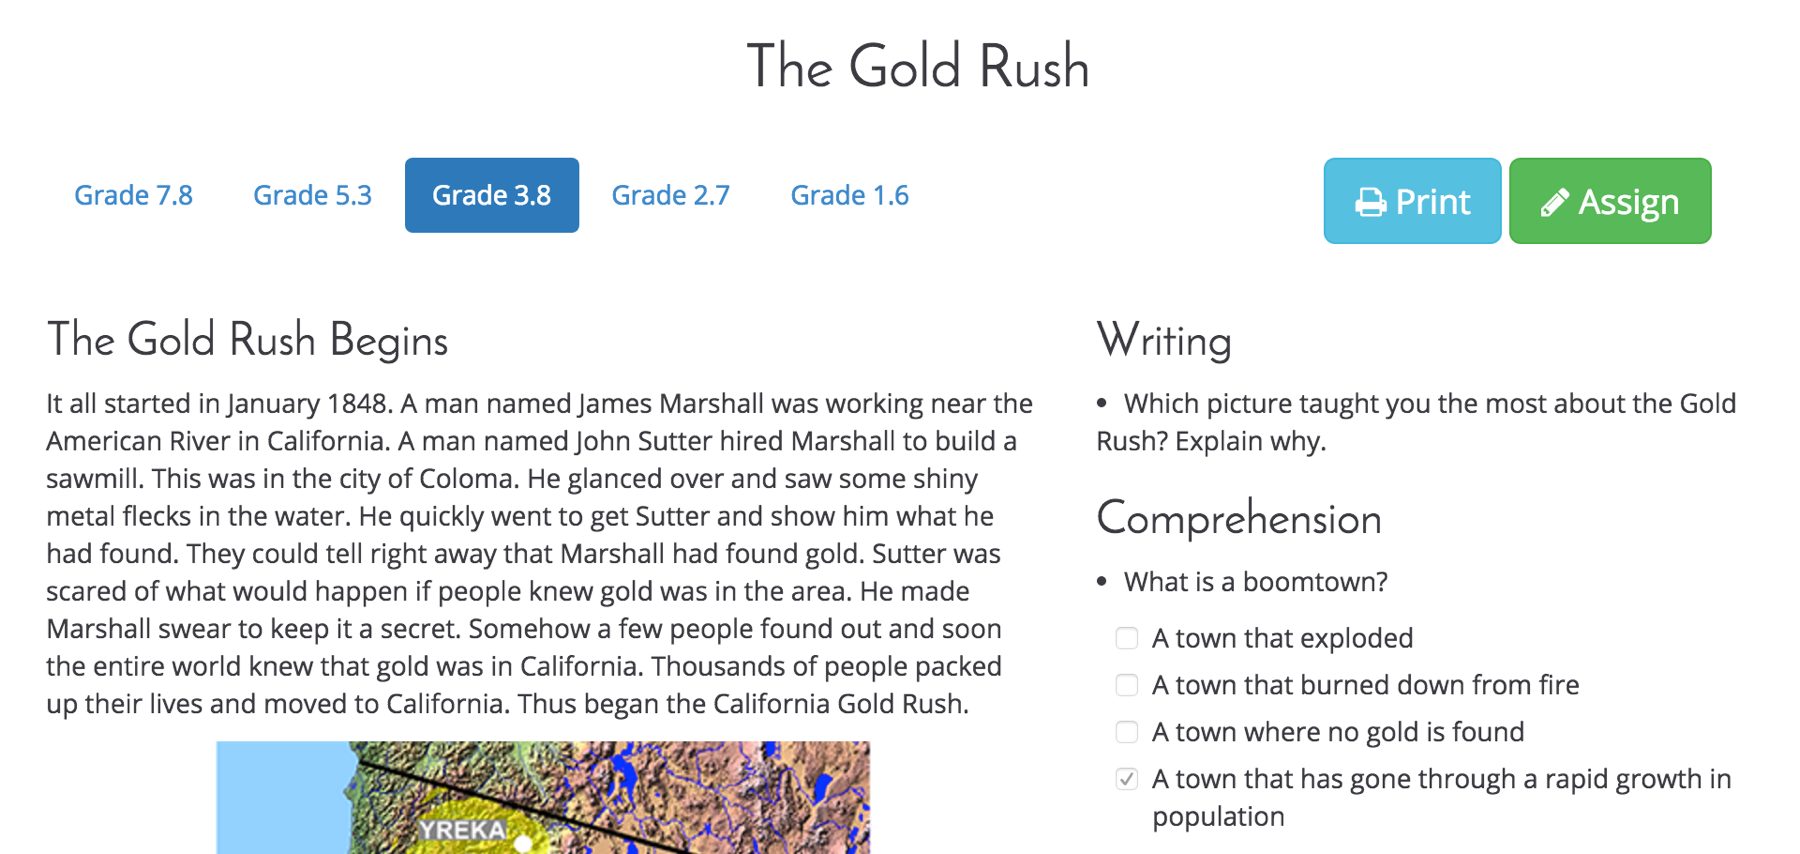 The Gold Rush
Grade 7.8
Grade 5.3
Grade 3.8
Grade 2.7
Grade 1.6
Print
Assign
The Gold Rush Begins
It all started in January 1848. A man named James Marshall was working near the
American River in California. A man named John Sutter hired Marshall to build a
sawmill. This was in the city of Coloma. He glanced over and saw some shiny
metal flecks in the water. He quickly went to get Sutter and show him what he
had found. They could tell right away that Marshall had found gold. Sutter was
scared of what would happen if people knew gold was in the area. He made
Marshall swear to keep it a secret. Somehow a few people found out and soon
the entire world knew that gold was in California. Thousands of people packed
up their lives and moved to California. Thus began the California Gold Rush.
YREKA
Writing
• Which picture taught you the most about the Gold
Rush? Explain why.
Comprehension
• What is a boomtown?
A town that exploded
A town that burned down from fire
A town where no gold is found
A town that has gone through a rapid growth in
population